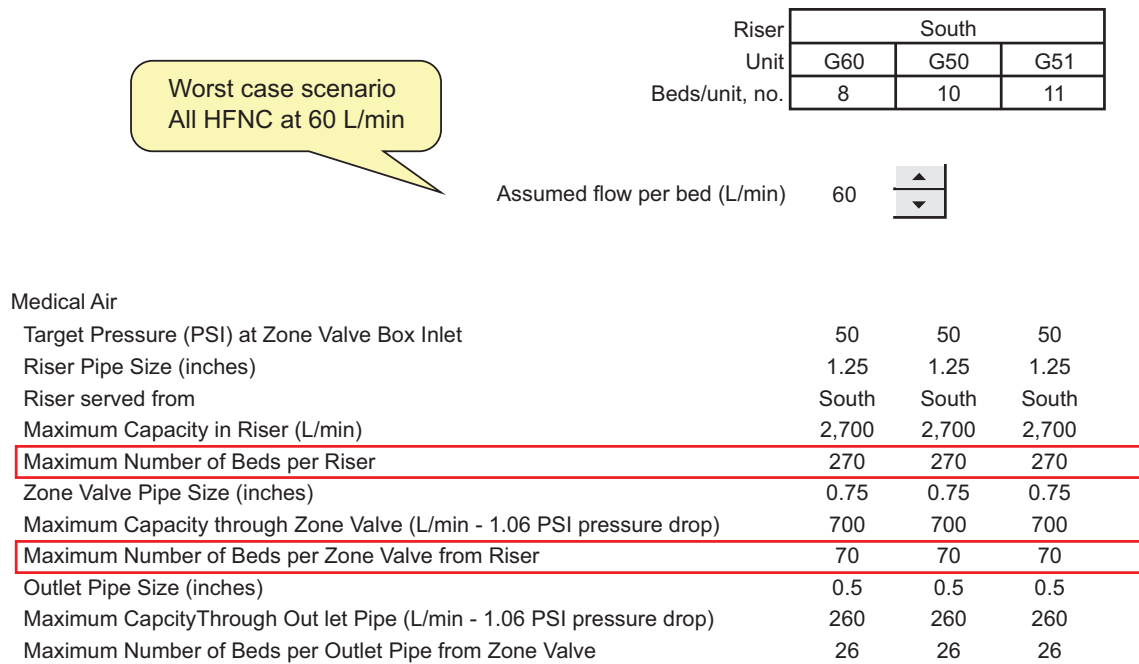 Riser South
Unit G60 G50 G51
Beds/unit, no. 8 10 11
Worst case scenario
All HFNC at 60 L/min
Assumed flow per bed (L/min) 60
Medical Air
Target Pressure (PSI) at Zone Valve Box Inlet 50 50 50
Riser Pipe Size (inches) 1.25 1.25 1.25
Riser served from South South South
Maximum Capacity in Riser (L/min) 2,700 2,700 2,700
Maximum Number of Beds per Riser 270 270 270
Zone Valve Pipe Size (inches) 0.75 0.75 0.75
Maximum Capacity through Zone Valve (L/min - 1.06 PSI pressure drop) 700 700 700
Maximum Number of Beds per Zone Valve from Riser 70 70 70
Outlet Pipe Size (inches) 0.5 0.5 0.5
Maximum CapcityThrough Out let Pipe (L/min - 1.06 PSI pressure drop) 260 260 260
Maximum Number of Beds per Outlet Pipe from Zone Valve 26 26 26